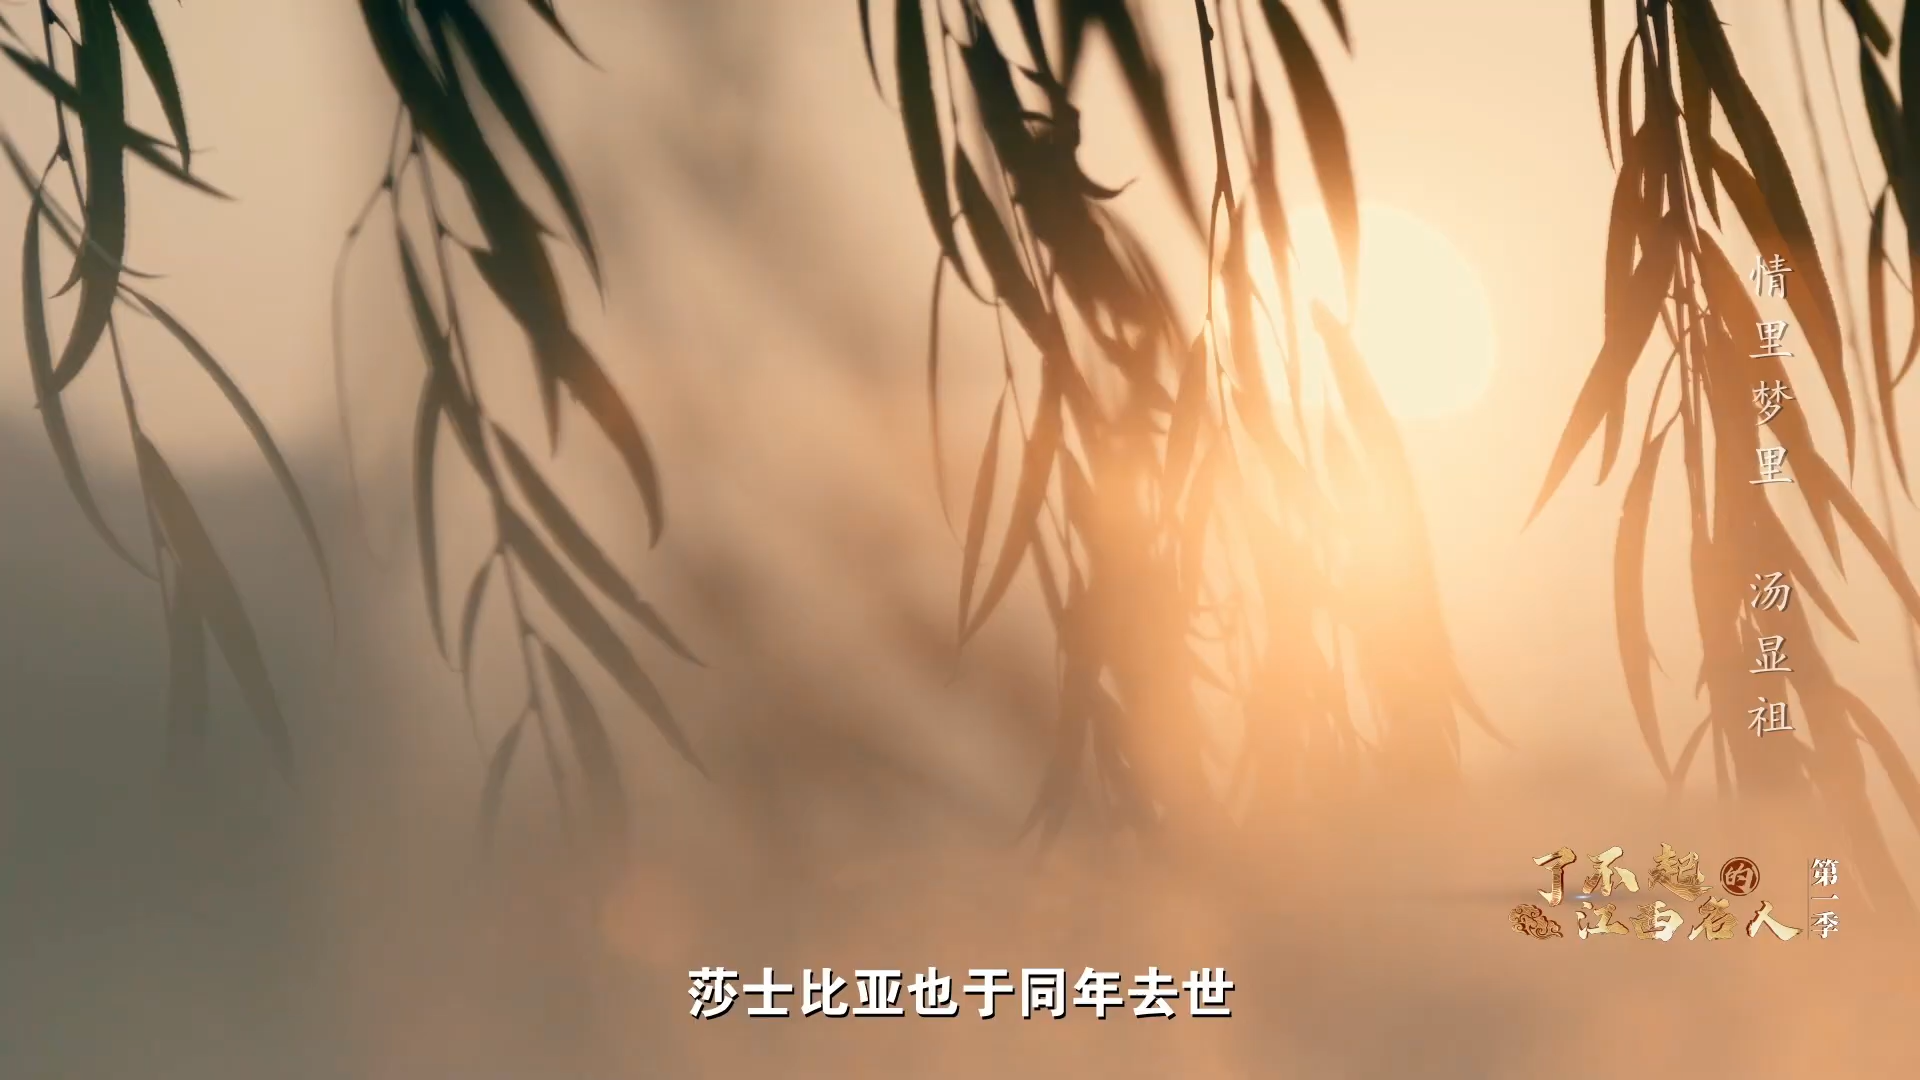 情里梦里 汤显祖
了不起的
江西名人
第一季
莎士比亚也于同年去世